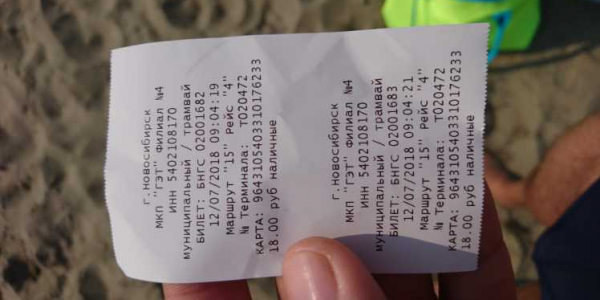 г.Новосибирск
МКП "ГЭТ" Филиал №4
ИНН 5402108170
муниципальный / трамвай
БИЛЕТ: БНГС 02001682
12/07/2018 09:04:19
Маршрут "15" Рейс "4"
№ Терминала: T020472
КАРТА: 9643105403310176233
18.00 руб наличные
г.Новосибирск
МКП "ГЭТ" Филиал №4
ИНН 5402108170
муниципальный / трамвай
БИЛЕТ: БНГС 02001683
12/07/2018 09:04:21
Маршрут "15" Рейс "4"
№ Терминала: T020472
КАРТА: 9643105403310176233
18.00 руб наличные